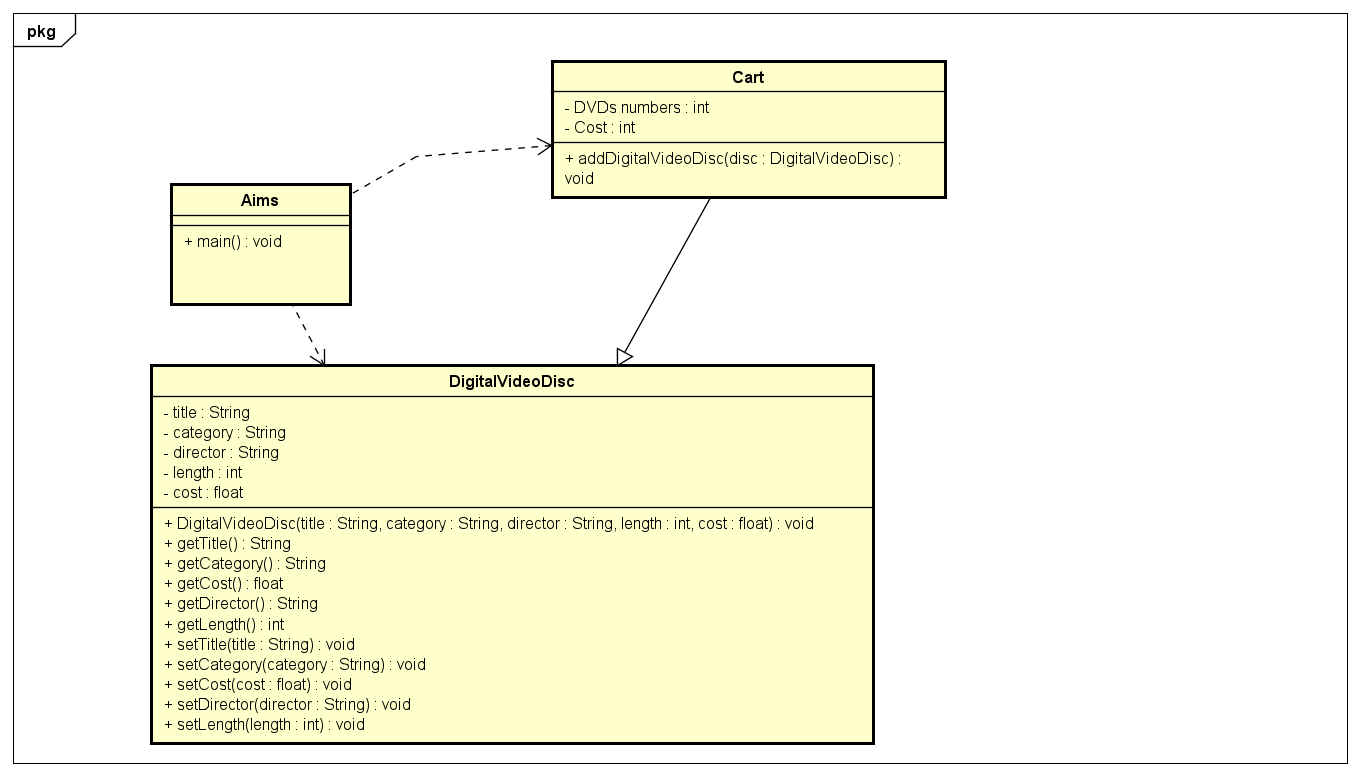 pkg
Cart
- DVDs numbers : int
- Cost : int
+ addDigitalVideoDisc(disc : DigitalVideoDisc) :
void
Aims
+ main() : void
DigitalVideoDisc
- title : String
- category : String
- director : String
- length : int
- cost : float
+ DigitalVideoDisc(title : String, category : String, director : String, length : int, cost : float) : void
+ getTitle() : String
+ getCategory() : String
+ getCost() : float
+ getDirector() : String
+ getLength() : int
+ setTitle(title : String) : void
+ setCategory(category : String) : void
+ setCost(cost : float) : void
+ setDirector(director : String) : void
+ setLength(length : int) : void